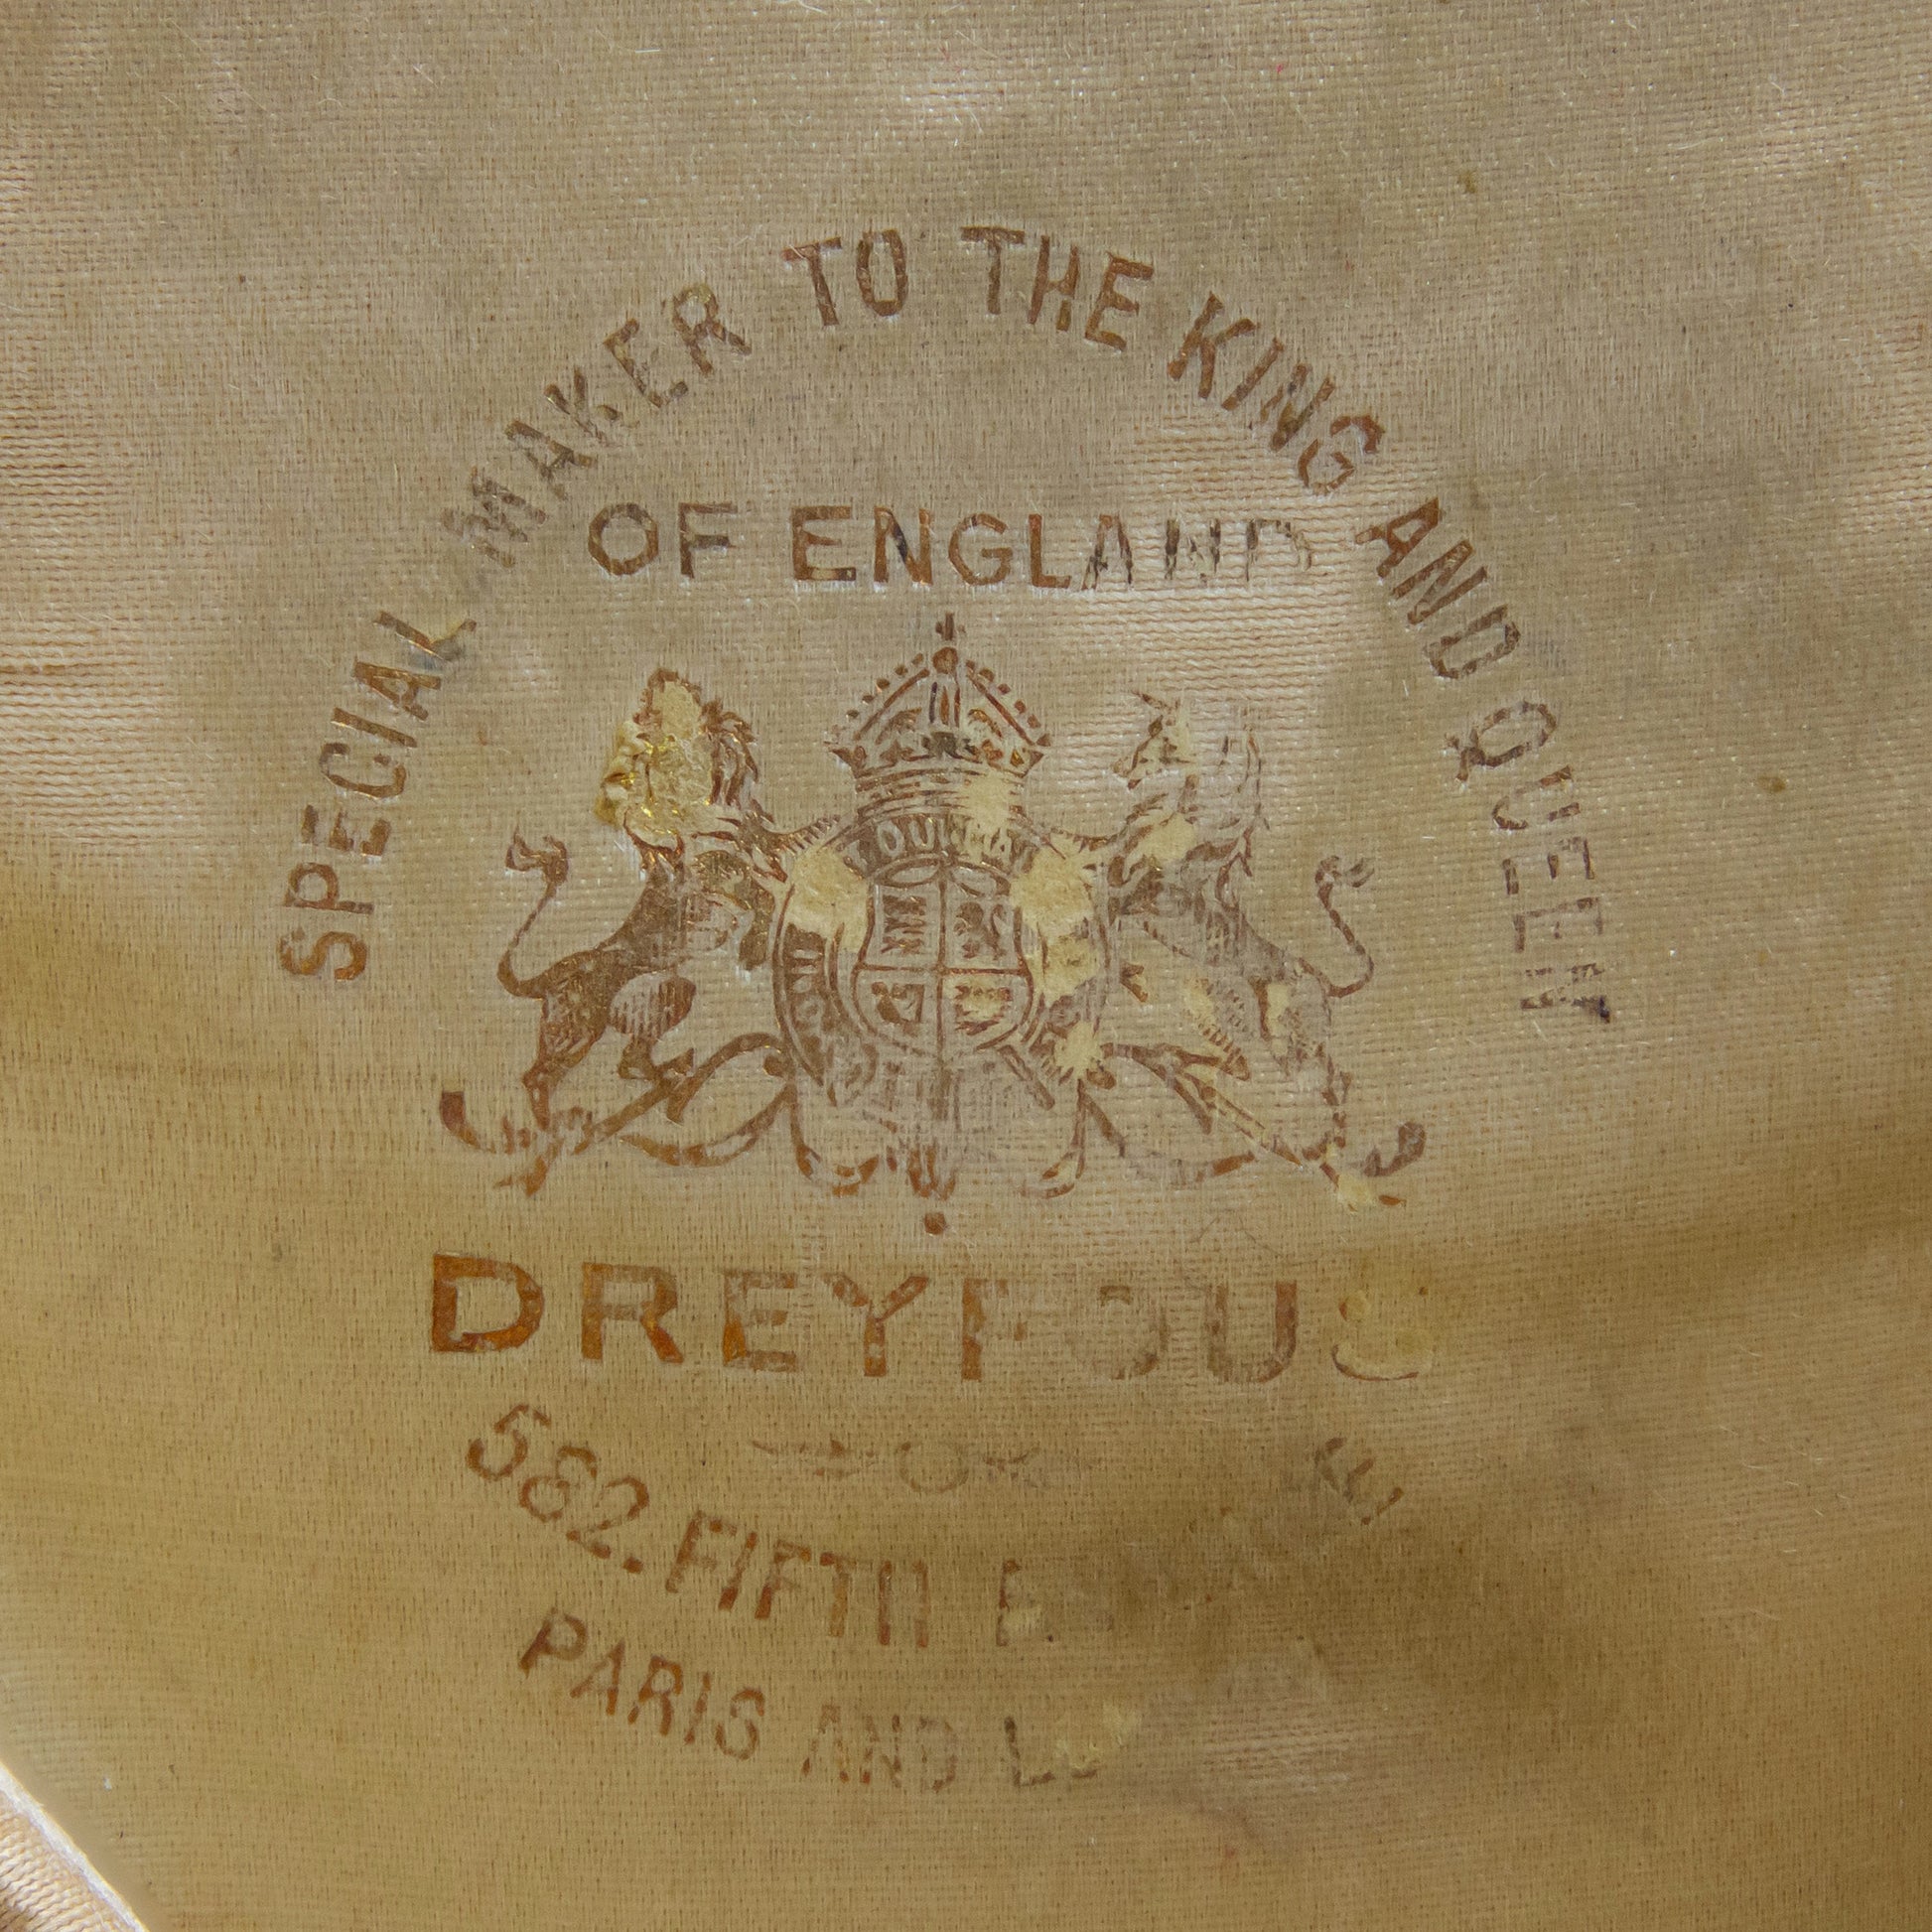 SPECIAL MAKER TO THE KING AND QUEEN
OF ENGLAND
DREYFOUS
582. FIFTH
PARIS AND